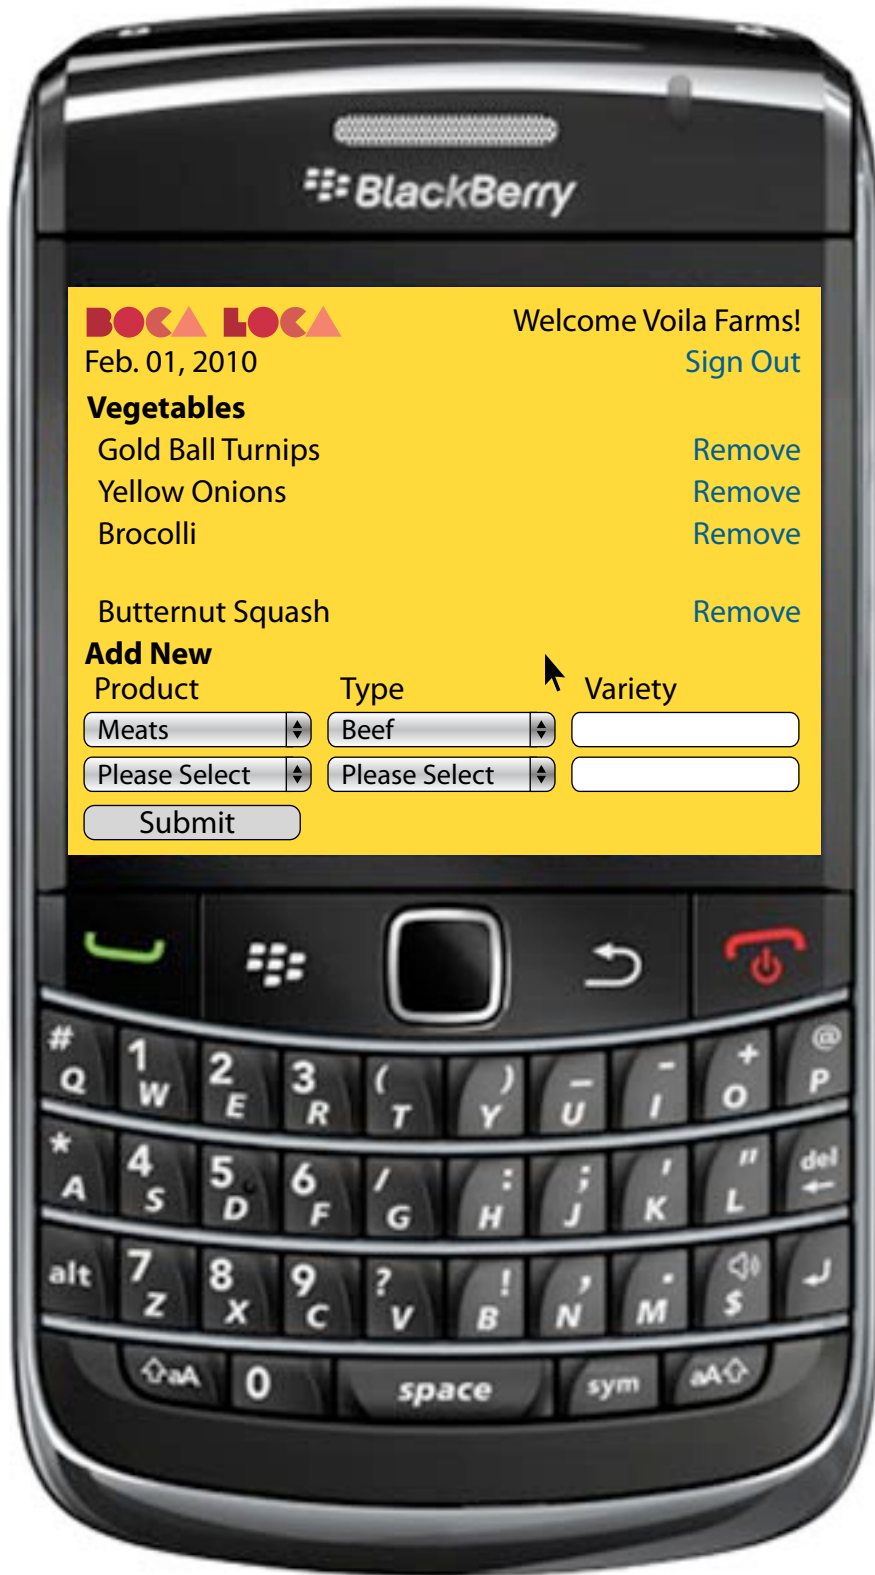 BlackBerry
BOCA LOCA Welcome Voila Farms!
Feb. 01, 2010 Sign Out
Vegetables
Gold Ball Turnips Remove
Yellow Onions Remove
Brocolli Remove
Butternut Squash Remove
Add New
Product Type Variety
Meats Beef
Please Select Please Select
Submit
# 1 2 3 ( ) _ - + @
Q W E R T Y U I O P
* 4 5 6 / : ; ' " del
A S D F G H J K L
alt 7 8 9 ? ! , .
Z X C V B N M $
aA 0 space sym aA